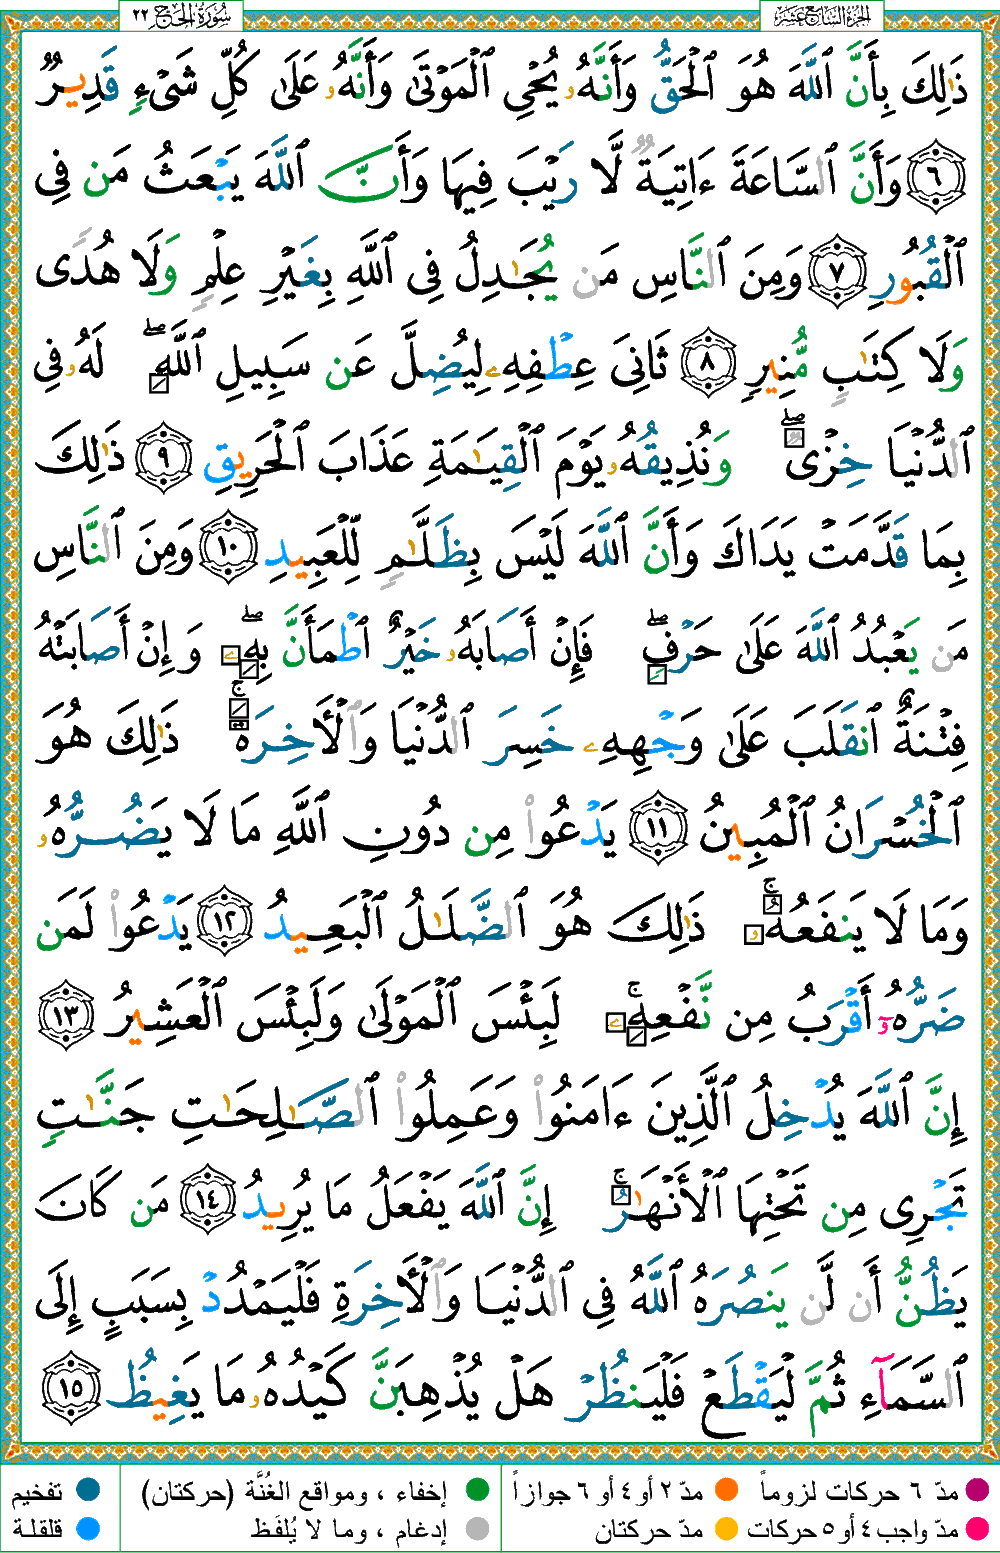 الجزء السابع عشر
سورة الحج ٢٢
ذَٰلِكَ بِأَنَّ ٱللَّهَ هُوَ ٱلْحَقُّ وَأَنَّهُۥ يُحْىِ ٱلْمَوْتَىٰ وَأَنَّهُۥ عَلَىٰ كُلِّ شَىْءٍ قَدِيرٌ
٦ وَأَنَّ ٱلسَّاعَةَ ءَاتِيَةٌ لَّا رَيْبَ فِيهَا وَأَنَّ ٱللَّهَ يَبْعَثُ مَن فِى
ٱلْقُبُورِ ٧ وَمِنَ ٱلنَّاسِ مَن يُجَـٰدِلُ فِى ٱللَّهِ بِغَيْرِ عِلْمٍ وَلَا هُدًى
وَلَا كِتَـٰبٍ مُّنِيرٍ ٨ ثَانِىَ عِطْفِهِۦ لِيُضِلَّ عَن سَبِيلِ ٱللَّهِ ۖ لَهُۥ فِى
ٱلدُّنْيَا خِزْىٌ ۖ وَنُذِيقُهُۥ يَوْمَ ٱلْقِيَـٰمَةِ عَذَابَ ٱلْحَرِيقِ ٩ ذَٰلِكَ
بِمَا قَدَّمَتْ يَدَاكَ وَأَنَّ ٱللَّهَ لَيْسَ بِظَلَّـٰمٍ لِّلْعَبِيدِ ١٠ وَمِنَ ٱلنَّاسِ
مَن يَعْبُدُ ٱللَّهَ عَلَىٰ حَرْفٍ ۖ فَإِنْ أَصَابَهُۥ خَيْرٌ ٱطْمَأَنَّ بِهِۦ ۖ وَإِنْ أَصَابَتْهُ
فِتْنَةٌ ٱنقَلَبَ عَلَىٰ وَجْهِهِۦ خَسِرَ ٱلدُّنْيَا وَٱلْـَٔاخِرَةَ ۚ ذَٰلِكَ هُوَ
ٱلْخُسْرَانُ ٱلْمُبِينُ ١١ يَدْعُوا۟ مِن دُونِ ٱللَّهِ مَا لَا يَضُرُّهُۥ
وَمَا لَا يَنفَعُهُۥ ۚ ذَٰلِكَ هُوَ ٱلضَّلَـٰلُ ٱلْبَعِيدُ ١٢ يَدْعُوا۟ لَمَن
ضَرُّهُۥٓ أَقْرَبُ مِن نَّفْعِهِۦ ۚ لَبِئْسَ ٱلْمَوْلَىٰ وَلَبِئْسَ ٱلْعَشِيرُ ١٣
إِنَّ ٱللَّهَ يُدْخِلُ ٱلَّذِينَ ءَامَنُوا۟ وَعَمِلُوا۟ ٱلصَّـٰلِحَـٰتِ جَنَّـٰتٍ
تَجْرِى مِن تَحْتِهَا ٱلْأَنْهَـٰرُ ۚ إِنَّ ٱللَّهَ يَفْعَلُ مَا يُرِيدُ ١٤ مَن كَانَ
يَظُنُّ أَن لَّن يَنصُرَهُ ٱللَّهُ فِى ٱلدُّنْيَا وَٱلْـَٔاخِرَةِ فَلْيَمْدُدْ بِسَبَبٍ إِلَى
ٱلسَّمَآءِ ثُمَّ لْيَقْطَعْ فَلْيَنظُرْ هَلْ يُذْهِبَنَّ كَيْدُهُۥ مَا يَغِيظُ ١٥
مدّ ٦ حركات لزوماً مدّ ٢ أو ٤ أو ٦ جوازاً إخفاء ، ومواقع الغُنَّة (حركتان) تفخيم
مدّ واجب ٤ أو ٥ حركات مدّ حركتان إدغام ، وما لا يُلفَظ قلقلة